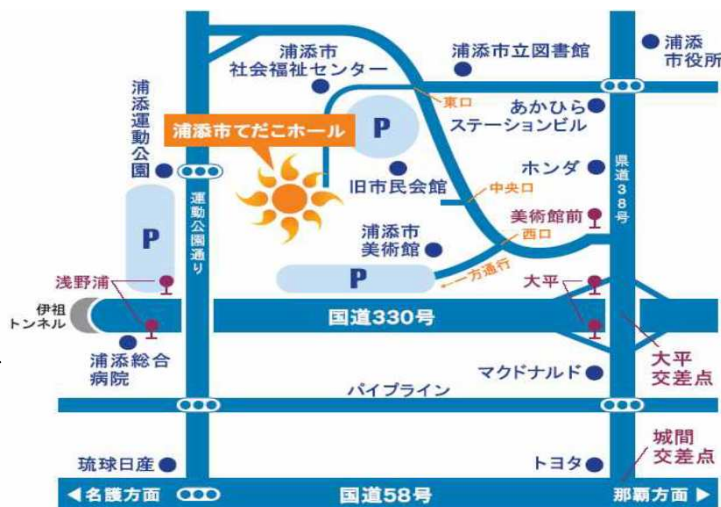 浦添市
社会福祉センター
浦添市立図書館
浦添
市役所
東口
浦添運動公園
P
あかひら
ステーションビル
浦添市てだこホール
ホンダ
県道38号
旧市民会館
中央口
運動公園通り
美術館前
P
浦添市
美術館
西口
P
一方通行
浅野浦
大平
伊祖
トンネル
国道330号
浦添総合
病院
大平
交差点
マクドナルド
パイプライン
城間
交差点
琉球日産
トヨタ
◀名護方面
国道58号
那覇方面▶